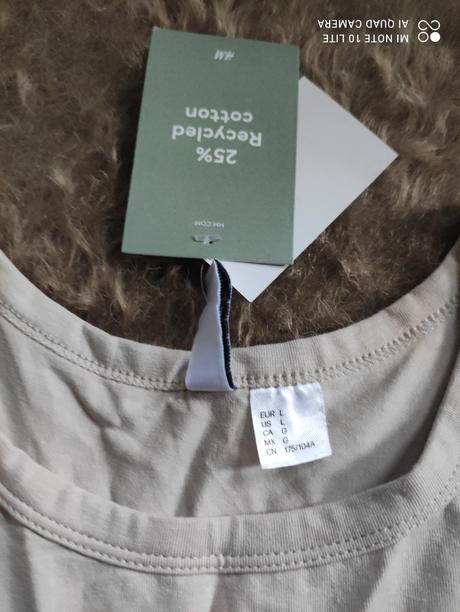 MI NOTE 10 LITE
AI QUAD CAMERA
HM.COM
25%
Recycled
cotton
H&M
EUR L
US L
CA G
MX G
CN 175/104A